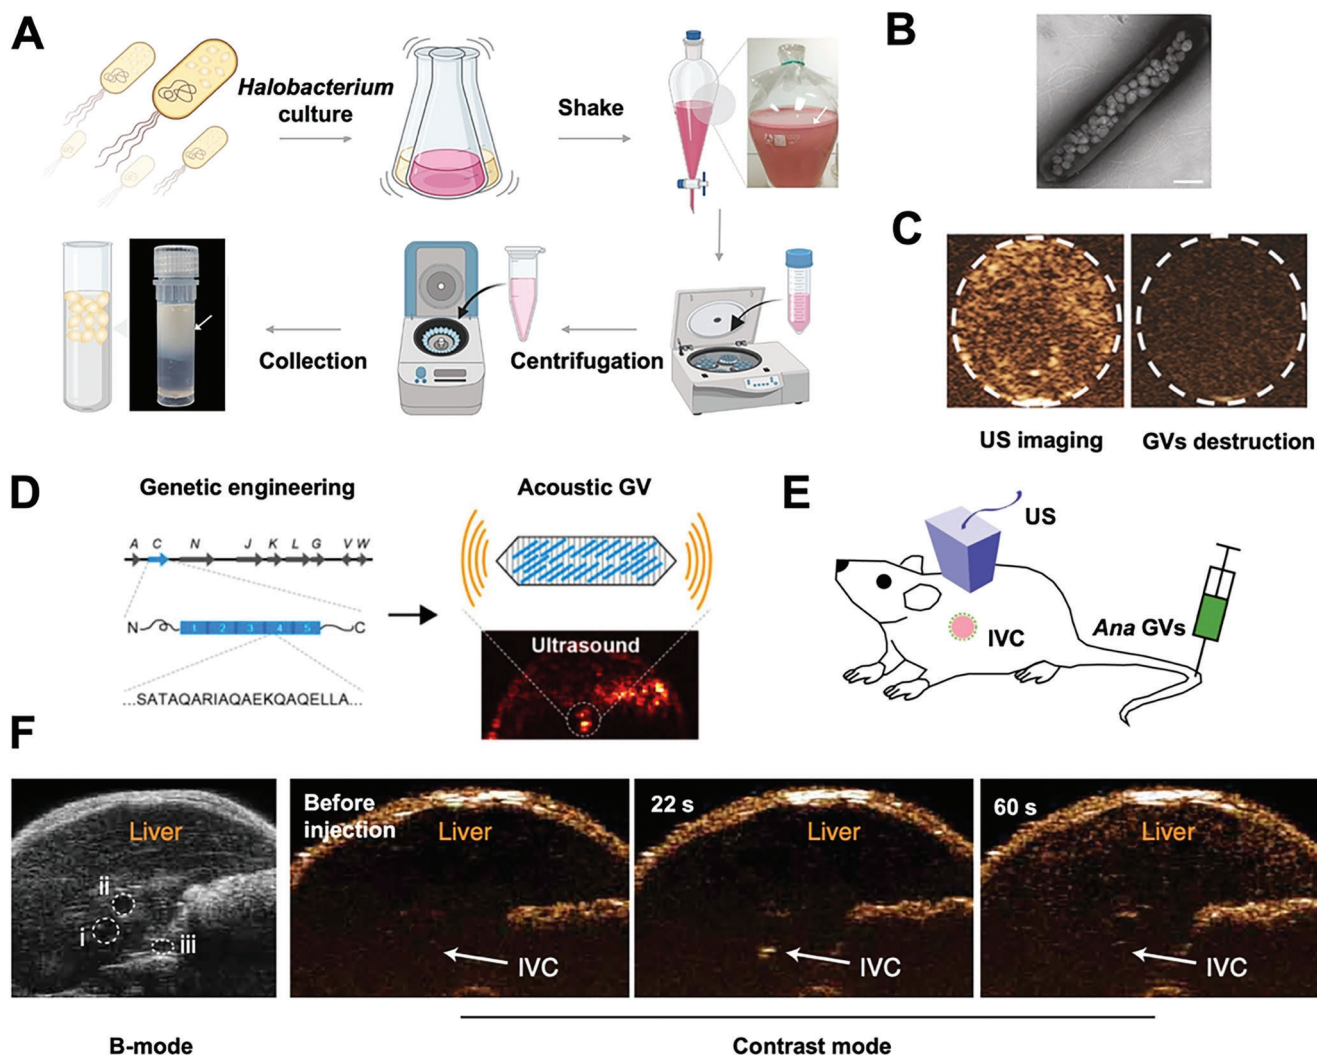 A
Halobacterium
culture
Shake
Collection
Centrifugation
B
C
US imaging
GVs destruction
D
Genetic engineering
Acoustic GV
A C N J K L G V W
N 1 2 3 4 5 C
...SATAQARIAQAEKQAQELLA...
Ultrasound
E
US
IVC
Ana GVs
F
Liver
ii
i
iii
Before
injection
Liver
IVC
22 s
Liver
IVC
60 s
Liver
IVC
B-mode
Contrast mode